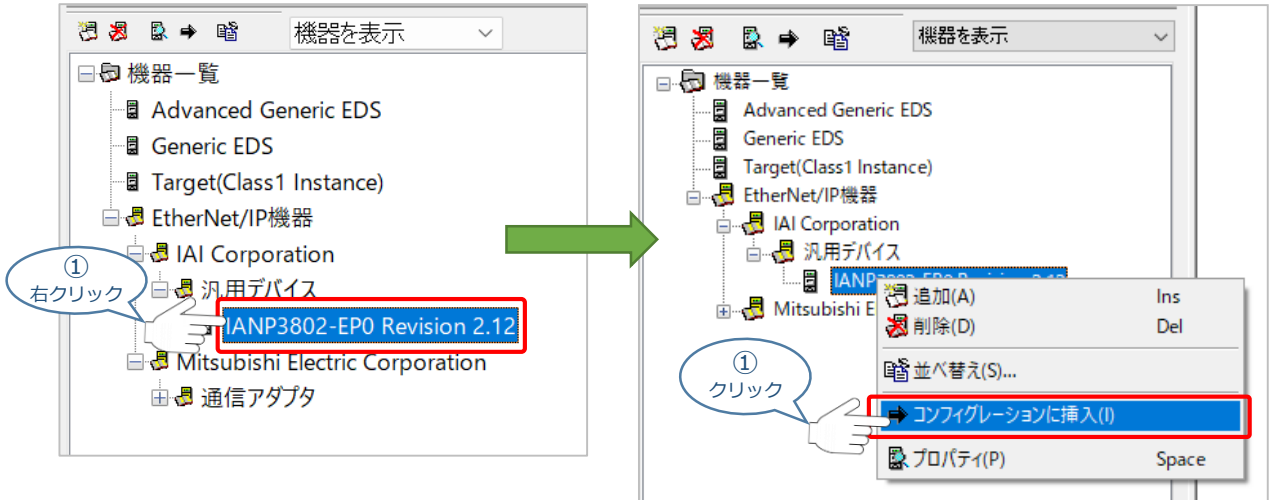 機器を表示
機器一覧
Advanced Generic EDS
Generic EDS
Target(Class1 Instance)
EtherNet/IP機器
IAI Corporation
汎用デバイス
IANP3802-EP0 Revision 2.12
Mitsubishi Electric Corporation
通信アダプタ
①
右クリック
機器を表示
機器一覧
Advanced Generic EDS
Generic EDS
Target(Class1 Instance)
EtherNet/IP機器
IAI Corporation
汎用デバイス
IANP3802-EP0 Revision 2.12
Mitsubishi E
追加(A) Ins
削除(D) Del
並べ替え(S)...
コンフィグレーションに挿入(I)
プロパティ(P) Space
①
クリック